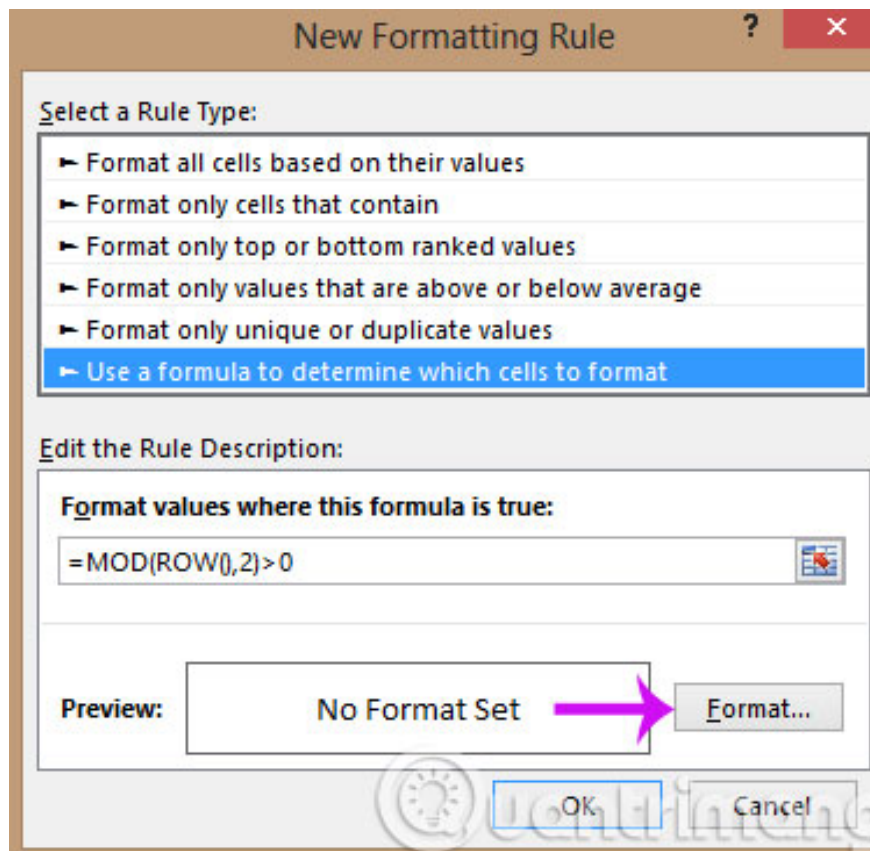 New Formatting Rule
?
Select a Rule Type:
► Format all cells based on their values
► Format only cells that contain
► Format only top or bottom ranked values
► Format only values that are above or below average
► Format only unique or duplicate values
► Use a formula to determine which cells to format
Edit the Rule Description:
Format values where this formula is true:
=MOD(ROW(),2)>0
Preview:
No Format Set
Format...
OK
Cancel
Quantrimang